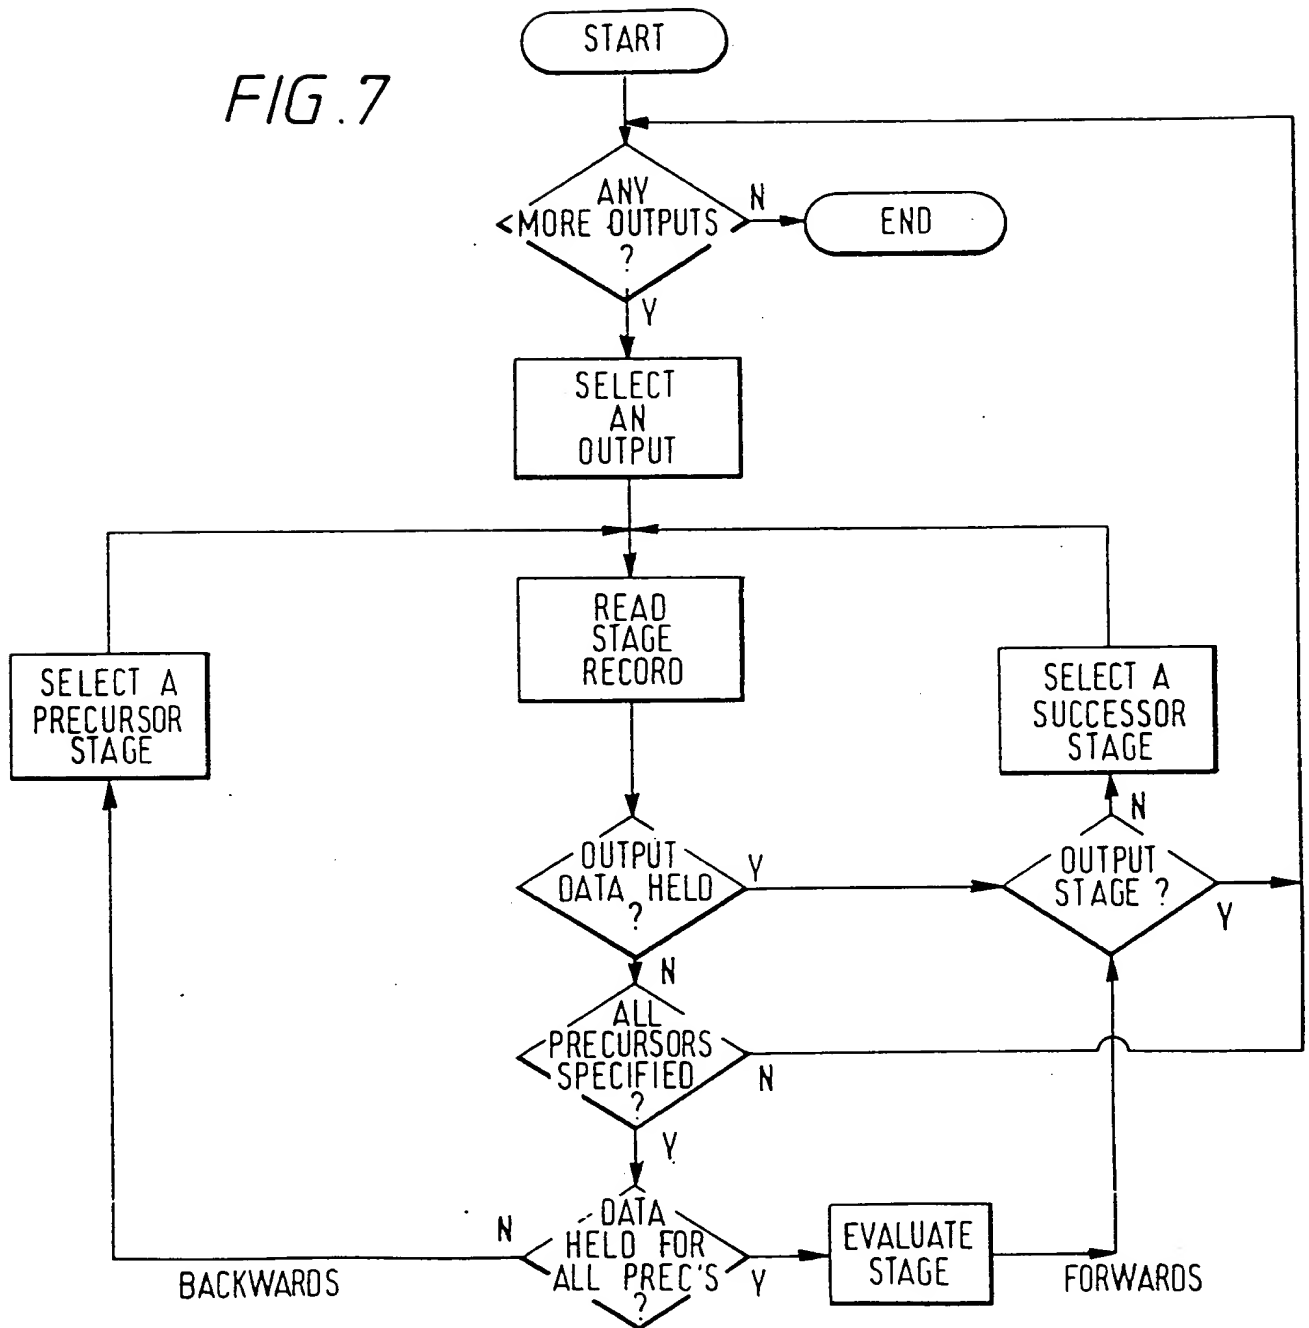 START
FIG.7
ANY
MORE OUTPUTS
?
N
END
Y
SELECT
AN
OUTPUT
READ
STAGE
RECORD
SELECT A
PRECURSOR
STAGE
SELECT A
SUCCESSOR
STAGE
N
OUTPUT
DATA HELD
?
Y
OUTPUT
STAGE ?
Y
N
ALL
PRECURSORS
SPECIFIED
?
N
Y
DATA
HELD FOR
ALL PREC'S
?
N
Y
EVALUATE
STAGE
BACKWARDS
FORWARDS